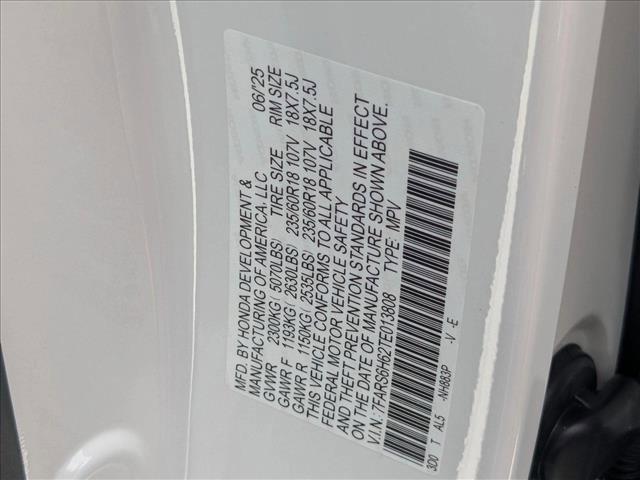 MFD. BY HONDA DEVELOPMENT & 06/25
MANUFACTURING OF AMERICA, LLC
GVWR 2300KG ( 5070LBS) TIRE SIZE RIM SIZE
GAWR F 1193KG ( 2630LBS) 235/60R18 107V 18X7.5J
GAWR R 1150KG ( 2535LBS) 235/60R18 107V 18X7.5J
THIS VEHICLE CONFORMS TO ALL APPLICABLE
FEDERAL MOTOR VEHICLE SAFETY
AND THEFT PREVENTION STANDARDS IN EFFECT
ON THE DATE OF MANUFACTURE SHOWN ABOVE.
V.I.N.: 7FARS6H627TE013808 TYPE: MPV
3D0 T AL5 -NH883P -V -E